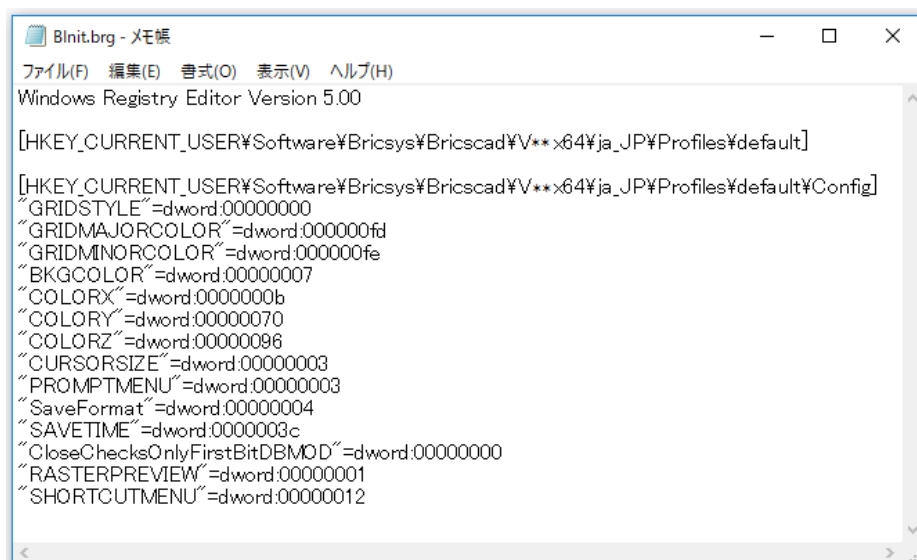 BInit.brg - メモ帳
ファイル(F) 編集(E) 書式(O) 表示(V) ヘルプ(H)
Windows Registry Editor Version 5.00
[HKEY_CURRENT_USER¥Software¥Bricsys¥Bricscad¥V**x64¥ja_JP¥Profiles¥default]
[HKEY_CURRENT_USER¥Software¥Bricsys¥Bricscad¥V**x64¥ja_JP¥Profiles¥default¥Config]
"GRIDSTYLE"=dword:00000000
"GRIDMAJORCOLOR"=dword:000000fd
"GRIDMINORCOLOR"=dword:000000fe
"BKGCOLOR"=dword:00000007
"COLORX"=dword:0000000b
"COLORY"=dword:00000070
"COLORZ"=dword:00000096
"CURSORSIZE"=dword:00000003
"PROMPTMENU"=dword:00000003
"SaveFormat"=dword:00000004
"SAVETIME"=dword:0000003c
"CloseChecksOnlyFirstBitDBMOD"=dword:00000000
"RASTERPREVIEW"=dword:00000001
"SHORTCUTMENU"=dword:00000012